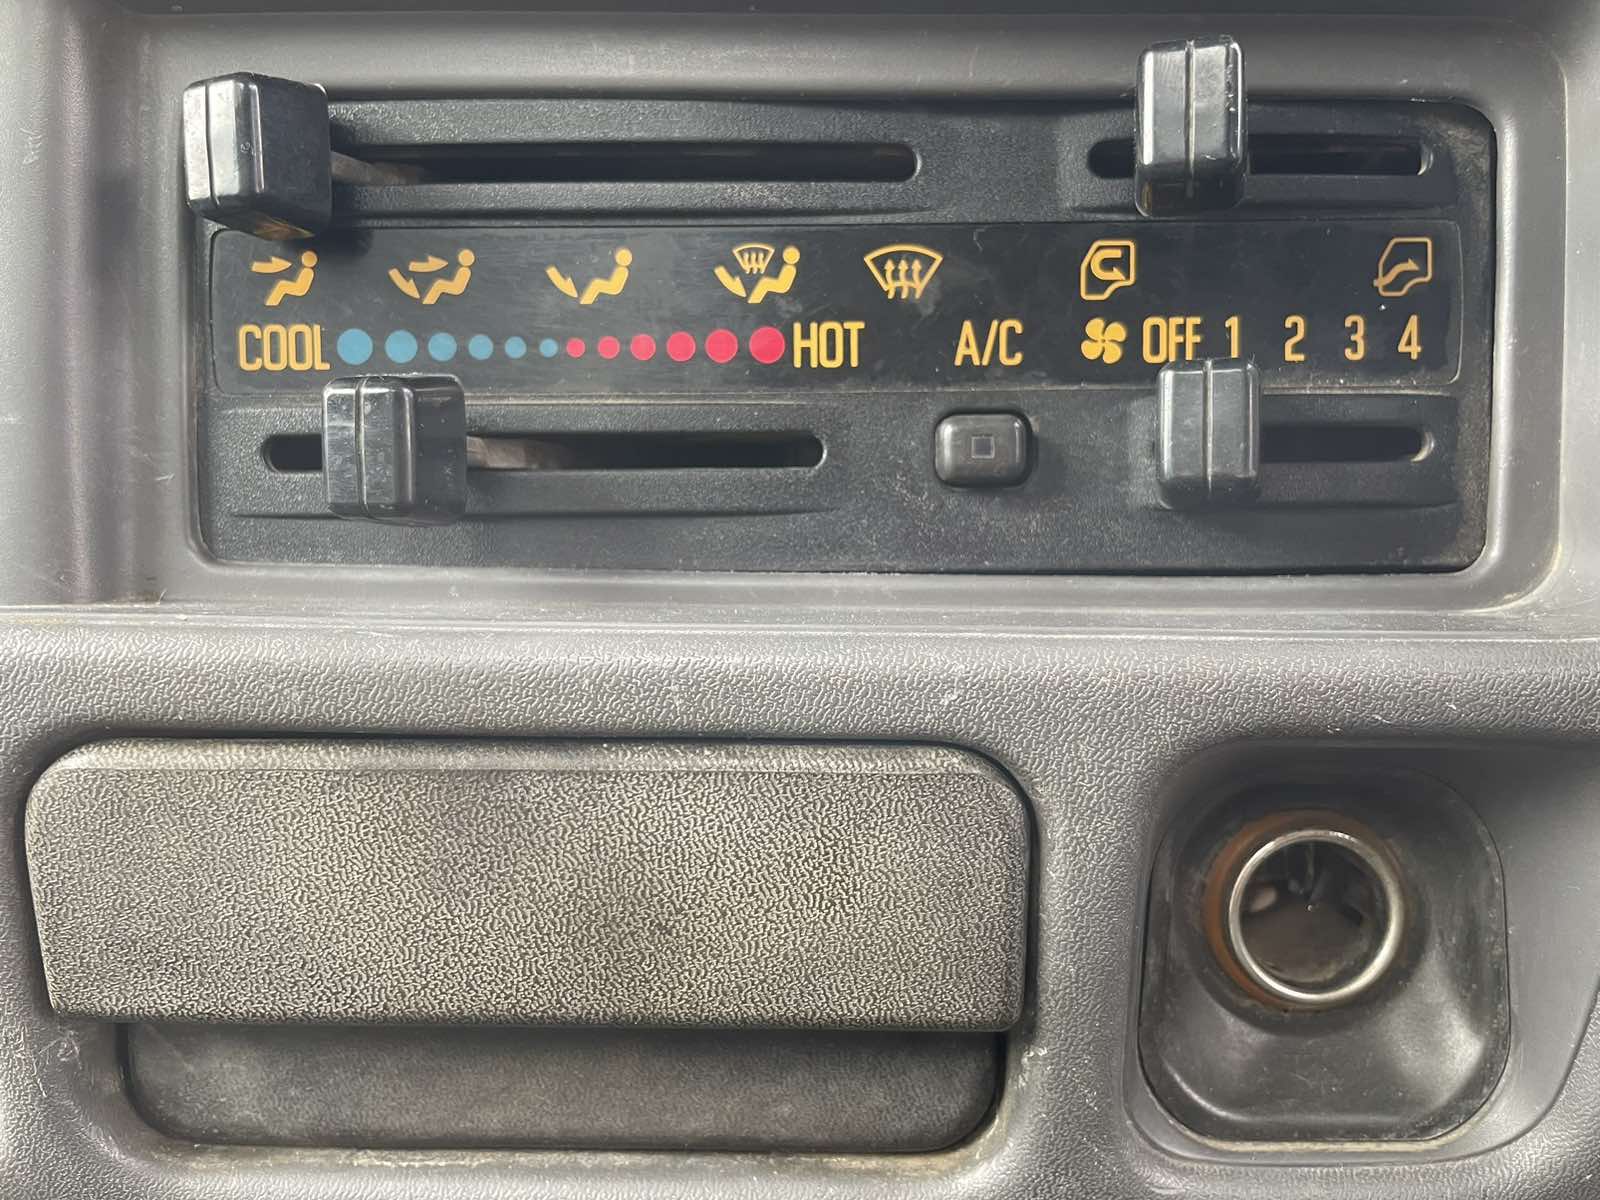 COOL HOT A/C OFF 1 2 3 4